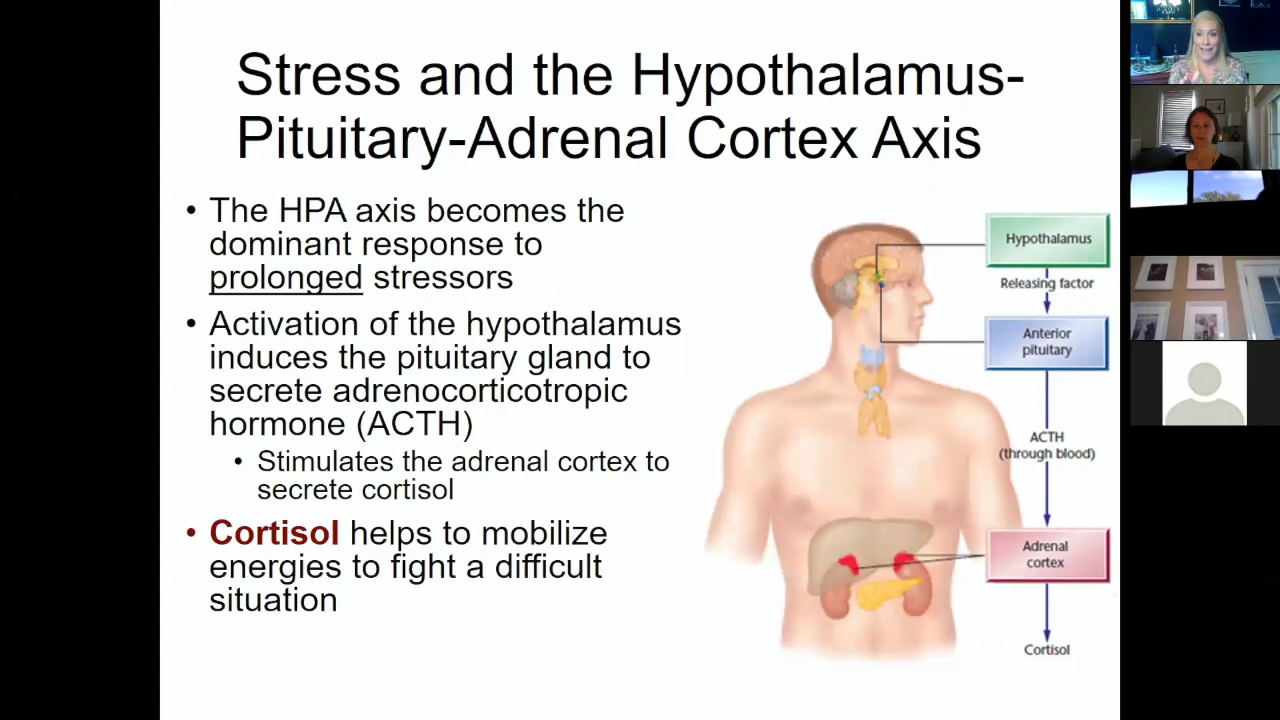 Stress and the Hypothalamus-
Pituitary-Adrenal Cortex Axis
• The HPA axis becomes the
dominant response to
prolonged stressors
• Activation of the hypothalamus
induces the pituitary gland to
secrete adrenocorticotropic
hormone (ACTH)
• Stimulates the adrenal cortex to
secrete cortisol
• Cortisol helps to mobilize
energies to fight a difficult
situation
Hypothalamus
Releasing factor
Anterior
pituitary
ACTH
(through blood)
Adrenal
cortex
Cortisol